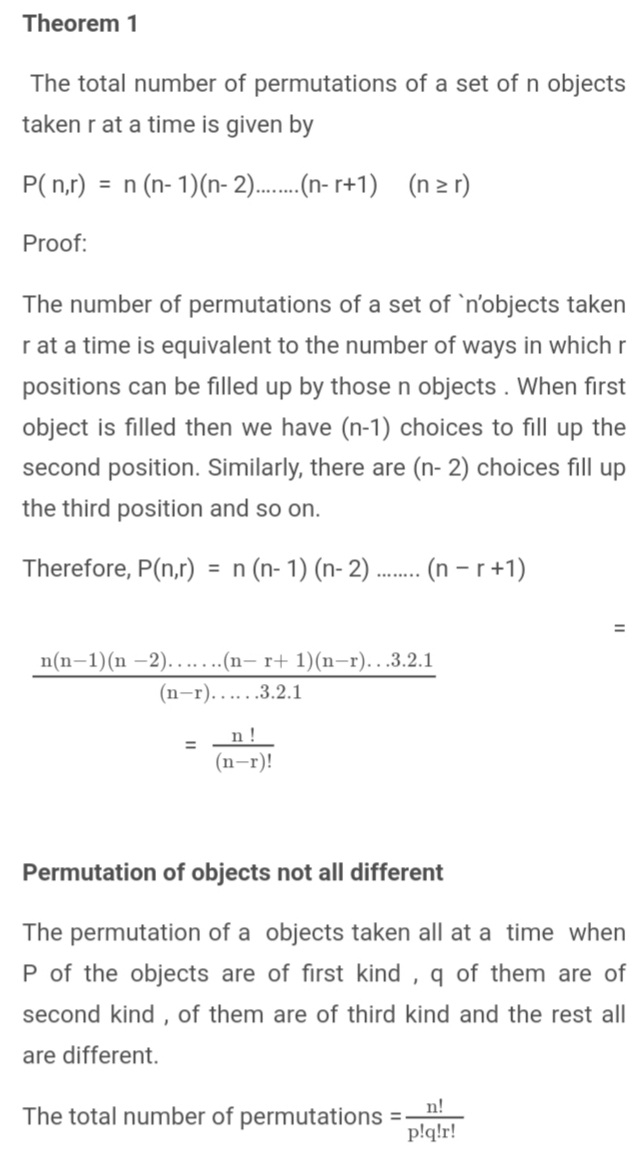 Theorem 1
The total number of permutations of a set of n objects
taken r at a time is given by
P( n,r) = n (n- 1)(n- 2)........(n- r+1) (n ≥ r)
Proof:
The number of permutations of a set of `n'objects taken
r at a time is equivalent to the number of ways in which r
positions can be filled up by those n objects . When first
object is filled then we have (n-1) choices to fill up the
second position. Similarly, there are (n- 2) choices fill up
the third position and so on.
Therefore, P(n,r) = n (n- 1) (n- 2) ........ (n − r +1)
=
n(n−1)(n −2).......(n− r+ 1)(n−r)...3.2.1
(n−r)......3.2.1
= n !
(n−r)!
Permutation of objects not all different
The permutation of a objects taken all at a time when
P of the objects are of first kind , q of them are of
second kind , of them are of third kind and the rest all
are different.
The total number of permutations = n!
p!q!r!